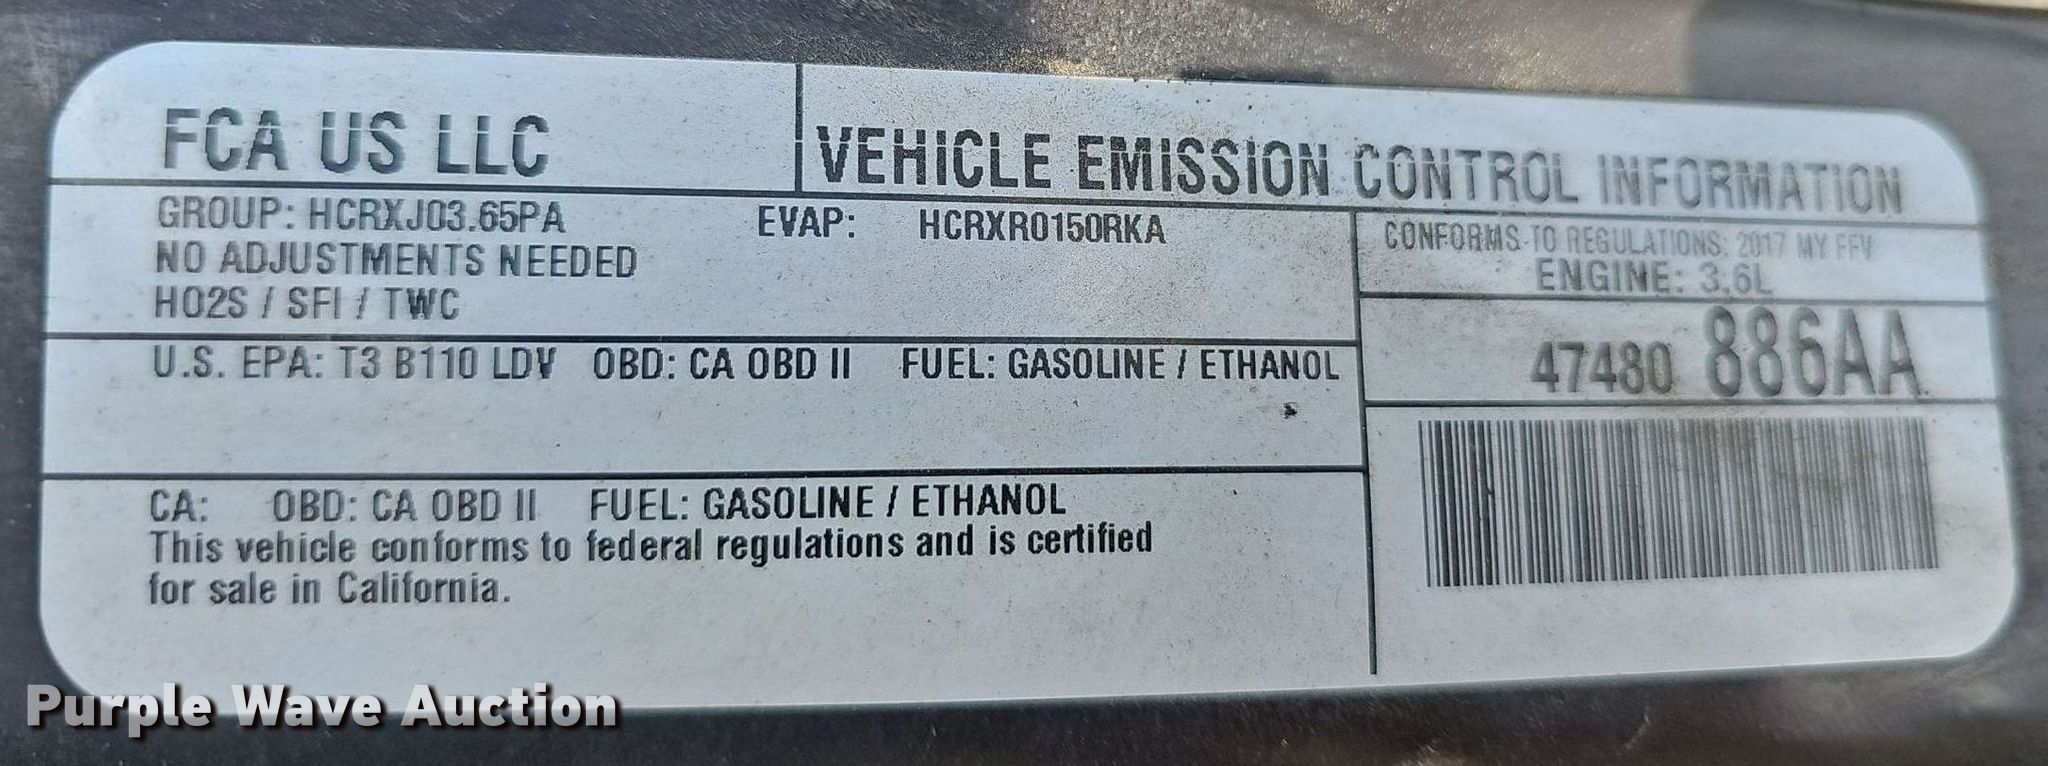 FCA US LLC
VEHICLE EMISSION CONTROL INFORMATION
GROUP: HCRXJ03.65PA EVAP: HCRXR0150RKA
NO ADJUSTMENTS NEEDED
HO2S / SFI / TWC
CONFORMS TO REGULATIONS: 2017 MY FFV
ENGINE: 3.6L
U.S. EPA: T3 B110 LDV OBD: CA OBD II FUEL: GASOLINE / ETHANOL
47480 886AA
CA: OBD: CA OBD II FUEL: GASOLINE / ETHANOL
This vehicle conforms to federal regulations and is certified
for sale in California.
Purple Wave Auction